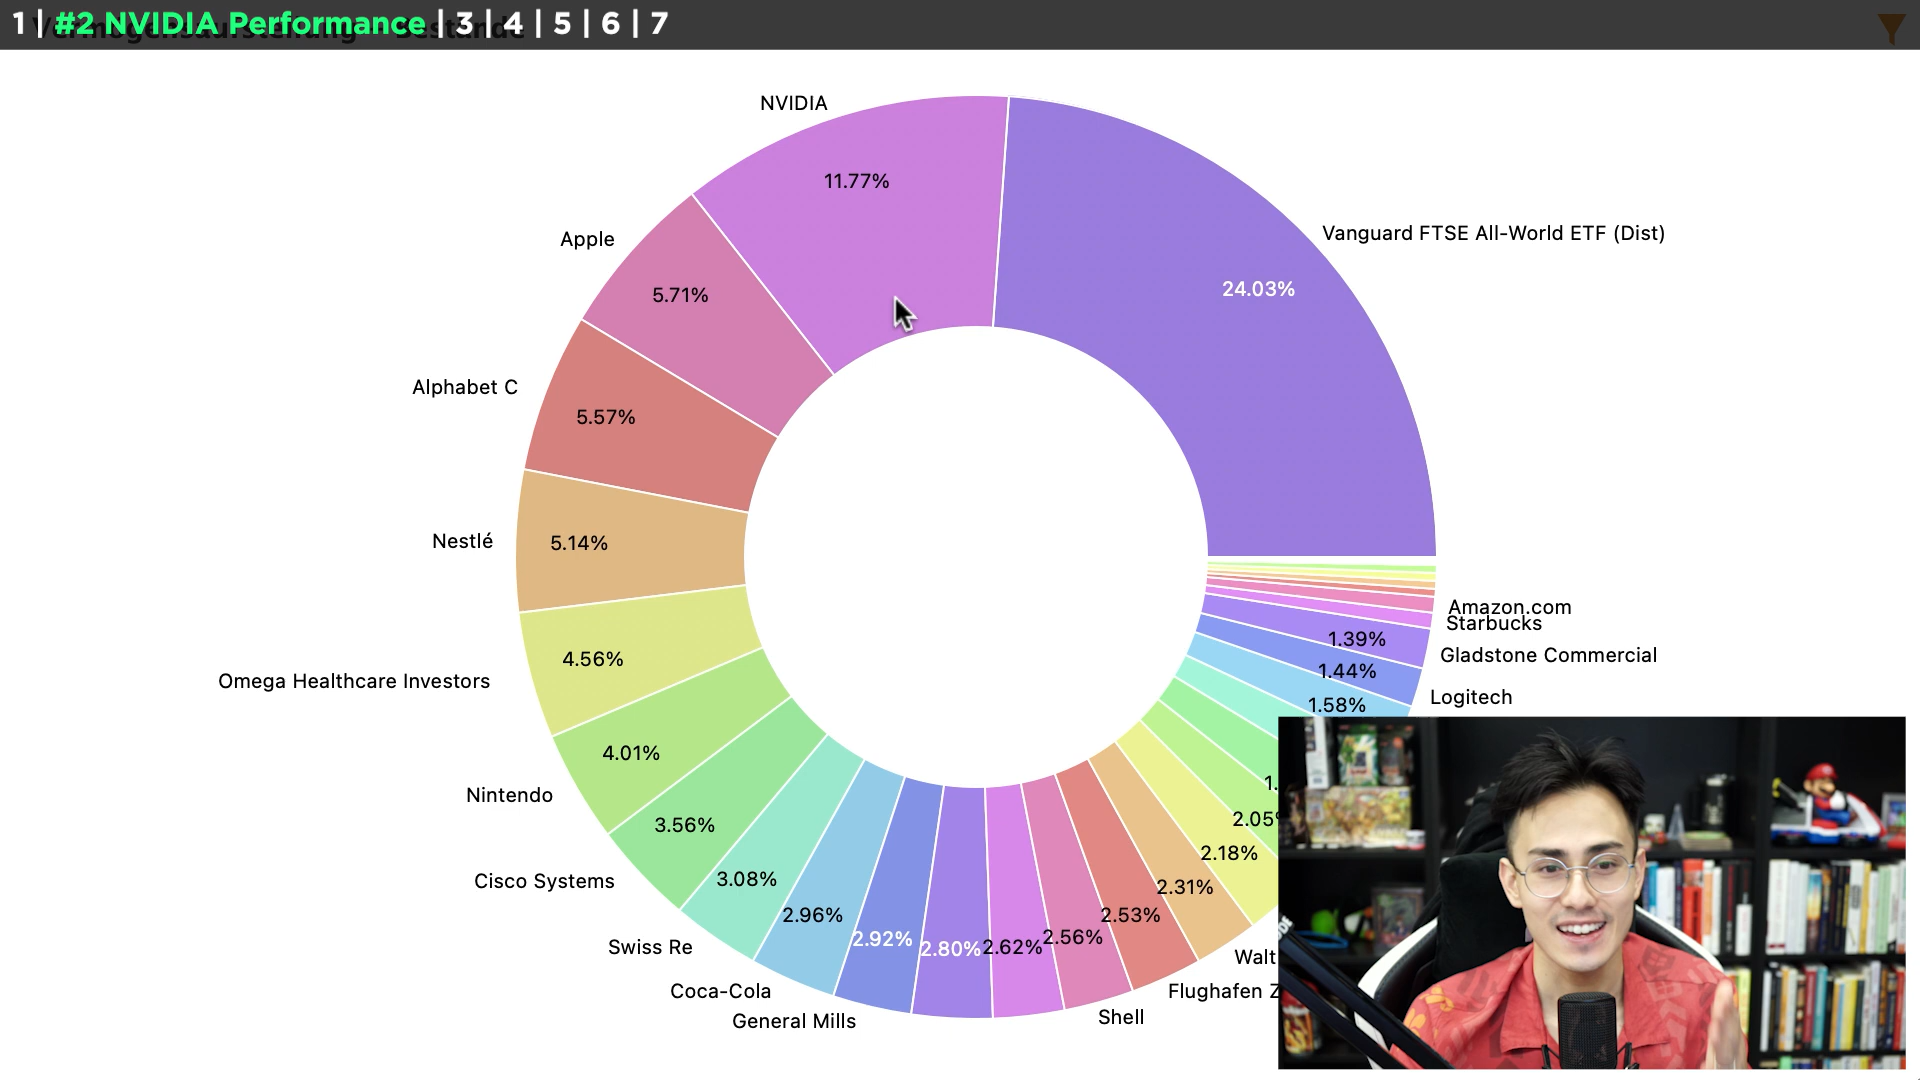 1 | #2 NVIDIA Performance | 3 | 4 | 5 | 6 | 7
NVIDIA
11.77%
Vanguard FTSE All-World ETF (Dist)
24.03%
Apple
5.71%
Alphabet C
5.57%
Nestlé
5.14%
Omega Healthcare Investors
4.56%
Nintendo
4.01%
Cisco Systems
3.56%
Swiss Re
3.08%
Coca-Cola
2.96%
General Mills
2.92%
2.80%
2.62%
Shell
2.56%
Flughafen Z
2.53%
Walt
2.31%
2.18%
2.05
1.
1.58%
Logitech
1.44%
Gladstone Commercial
1.39%
Starbucks
Amazon.com